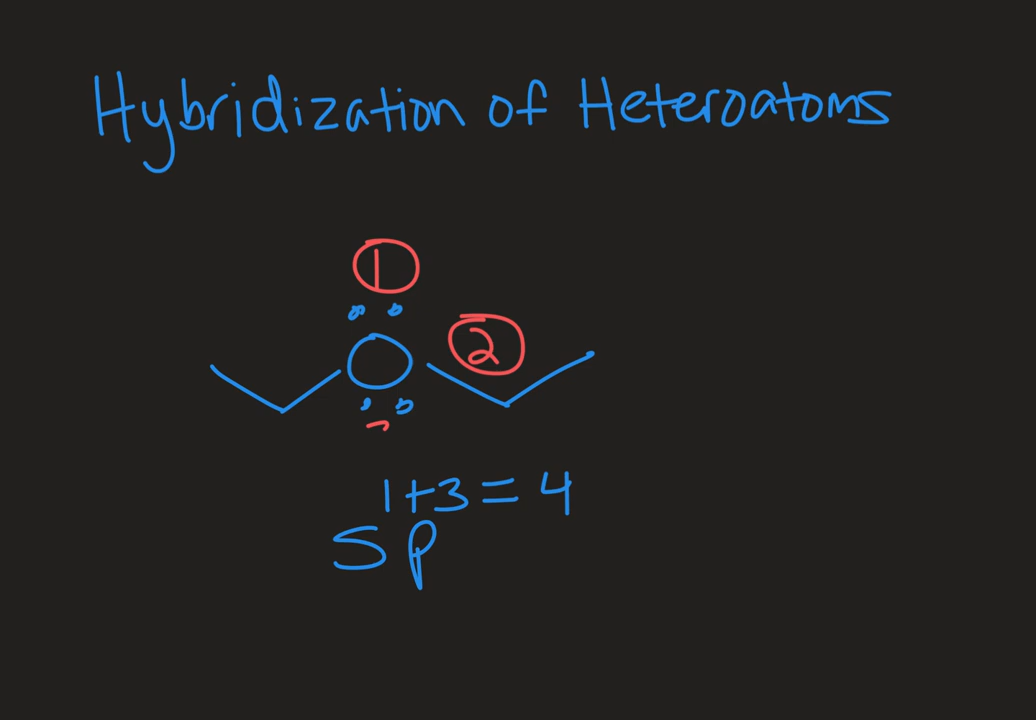 Hybridization of Heteroatoms
1
O
2
1+3=4
Sp